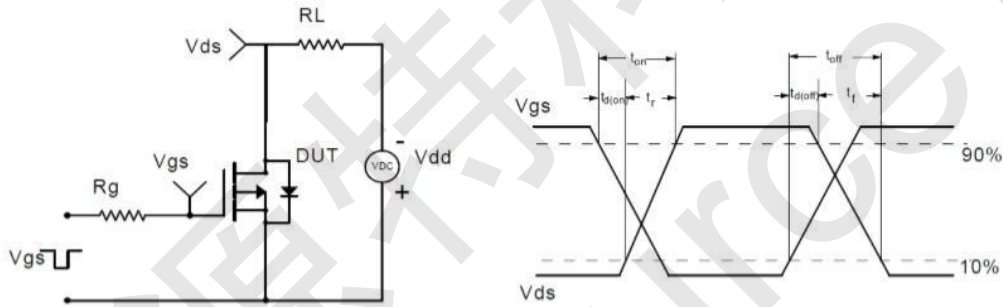 RL
Vds
Vgs
DUT
-
VDC
Vdd
+
Rg
Vgs
ton
toff
td(on)
tr
td(off)
tf
Vgs
90%
10%
Vds